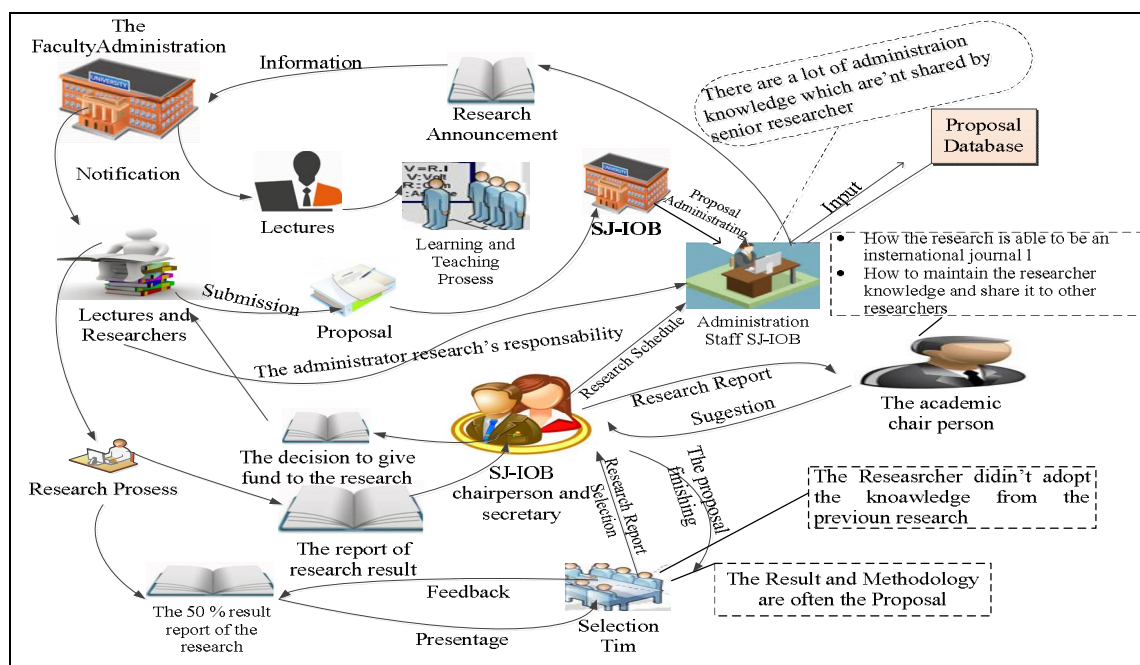 The
FacultyAdministration
UNIVERSITY
Information
Research
Announcement
There are a lot of administraion
knowledge which are'nt shared by
senior researcher
Proposal
Database
Notification
Lectures
V=R.I
V:Volt
Learning and
Teaching
Prosess
SJ-IOB
Proposal
Administrating
Input
• How the research is able to be an
insternational journal l
• How to maintain the researcher
knowledge and share it to other
researchers
Lectures and
Researchers
Submission
Proposal
Administration
Staff SJ-IOB
The administrator research's responsability
Research Schedule
Research Report
Sugestion
The academic
chair person
The decision to give
fund to the research
SJ-IOB
chairperson and
secretary
Research Prosess
The report of
research result
Research Report
Selection
The proposal
finishing
The Reseasrcher didin't adopt
the knoawledge from the
previoun research
The 50 % result
report of the
research
Feedback
Presentage
Selection
Tim
The Result and Methodology
are often the Proposal